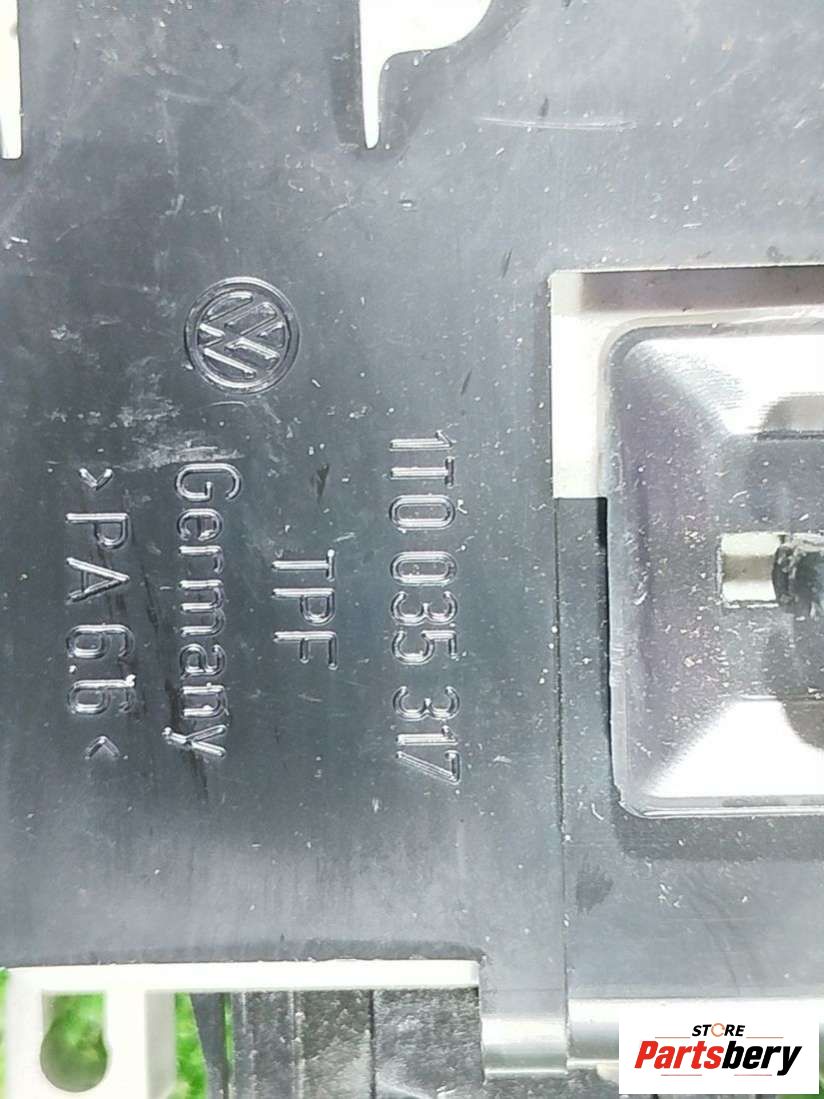 1T0 035 317
TPF
Germany
>PA 6.6<
STORE
Partsbery